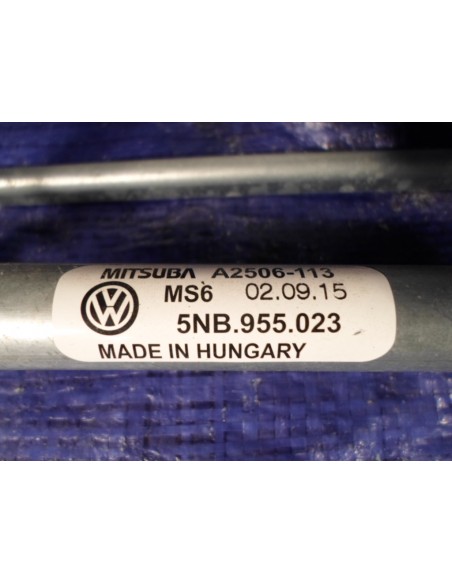 MITSUBA A2506-113
MS6 02.09.15
5NB.955.023
MADE IN HUNGARY